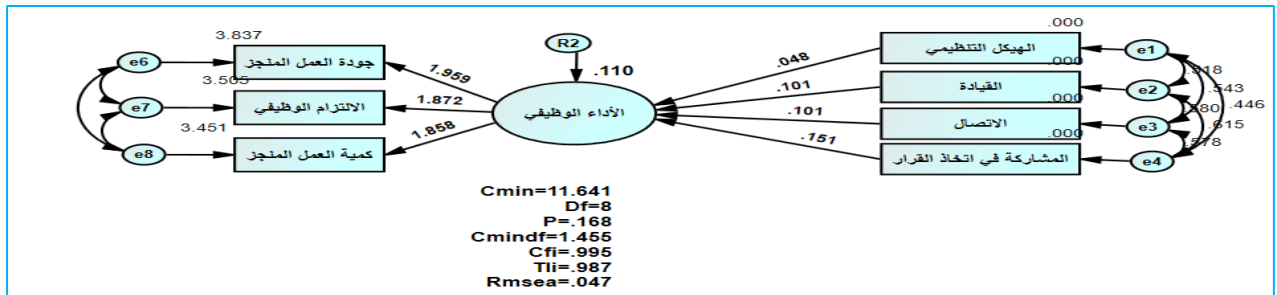 .000
3.837
R2
e6
جودة العمل المنجز
الهيكل التنظيمي
e1
.048
.000
.110
1.959
.318
3.505
e7
الالتزام الوظيفي
1.872
الأداء الوظيفي
.101
القيادة
e2
.543
.000
.446
.101
الاتصال
e3
.615
3.451
.000
1.858
.151
.578
e8
كمية العمل المنجز
المشاركة في اتخاذ القرار
e4
Cmin=11.641
Df=8
P=.168
Cmindf=1.455
Cfi=.995
Tli=.987
Rmsea=.047